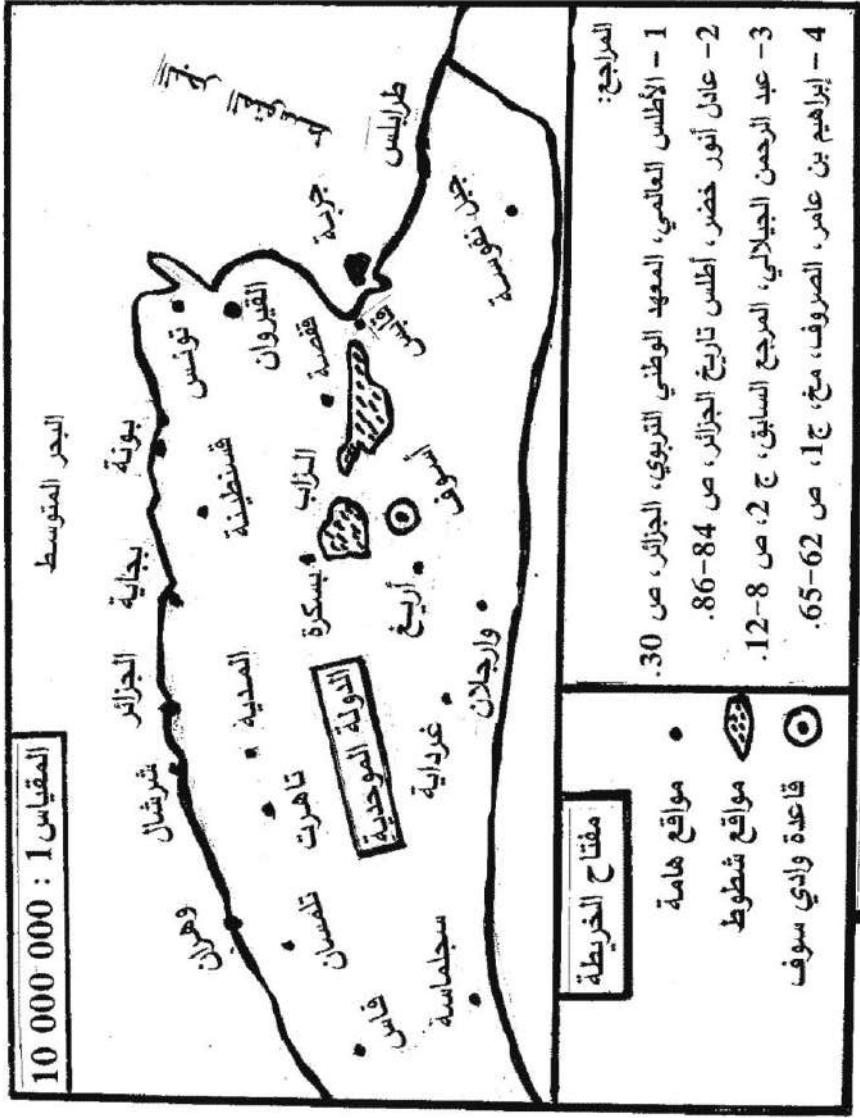 المقياس 1 : 000 000 10
البحر المتوسط
وهران
شرشال
الجزائر
بجاية
بونة
تونس
القيروان
جربة
طرابلس
فاس
تلمسان
تاهرت
المدية
قسنطينة
سجلماسة
الدولة الموحدية
بسكرة
الزاب
قفصة
غرداية
أريغ
سوف
وارجلان
جبل نفوسة
مفتاح الخريطة
مواقع هامة
مواقع شطوط
قاعدة وادي سوف
المراجع:
1 – الأطلس العالمي، المعهد الوطني التربوي، الجزائر، ص 30.
2- عادل أنور خضر، أطلس تاريخ الجزائر، ص 84-86.
3- عبد الرحمن الجيلالي، المرجع السابق، ج 2، ص 8-12.
4 – إبراهيم بن عامر، الصروف، مخ، ج1، ص 62-65.